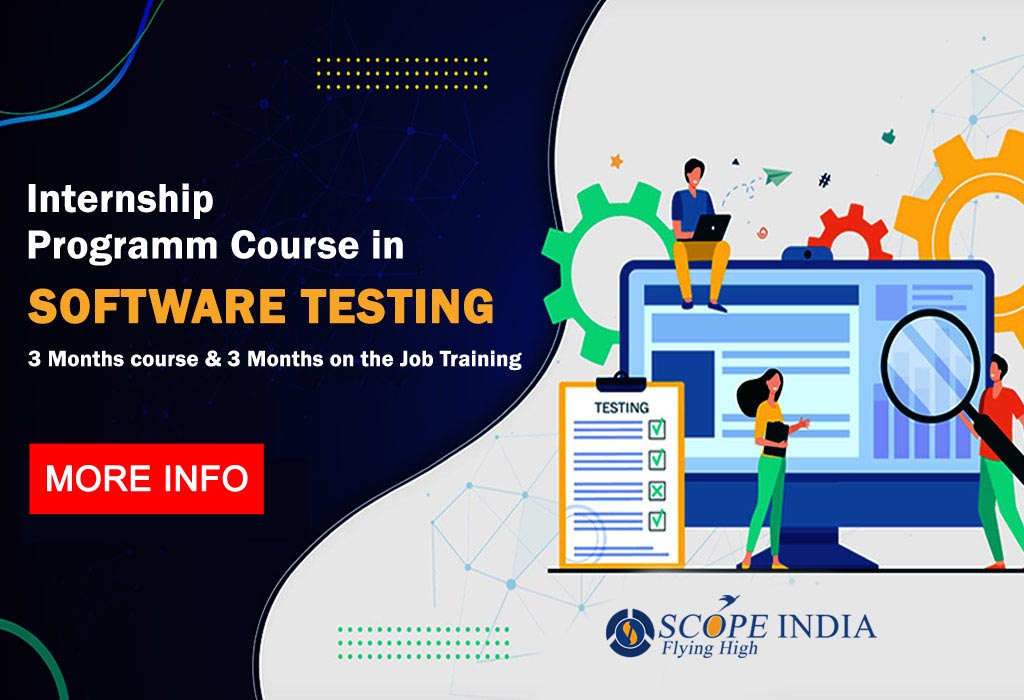 Internship
Programm Course in
SOFTWARE TESTING
3 Months course & 3 Months on the Job Training
MORE INFO
#
TESTING
SCOPE INDIA
Flying High